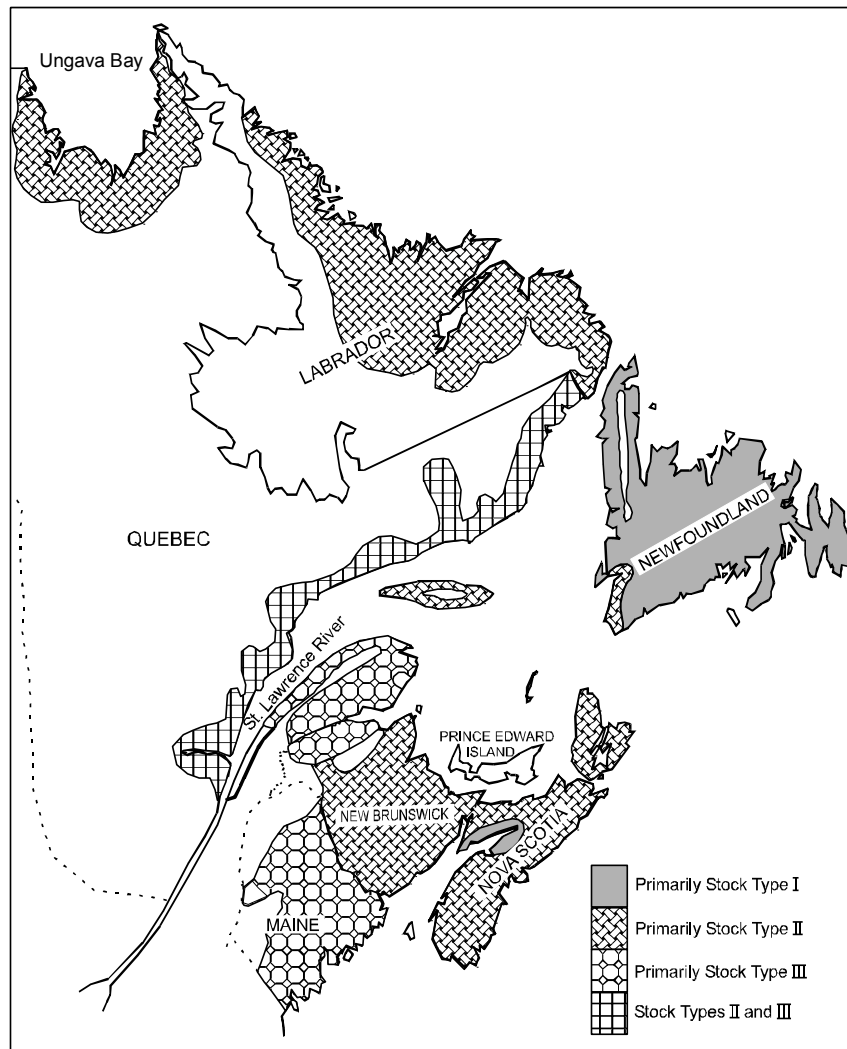 Ungava Bay
LABRADOR
QUEBEC
NEWFOUNDLAND
St. Lawrence River
PRINCE EDWARD
ISLAND
NEW BRUNSWICK
NOVA SCOTIA
MAINE
Primarily Stock Type I
Primarily Stock Type II
Primarily Stock Type III
Stock Types II and III